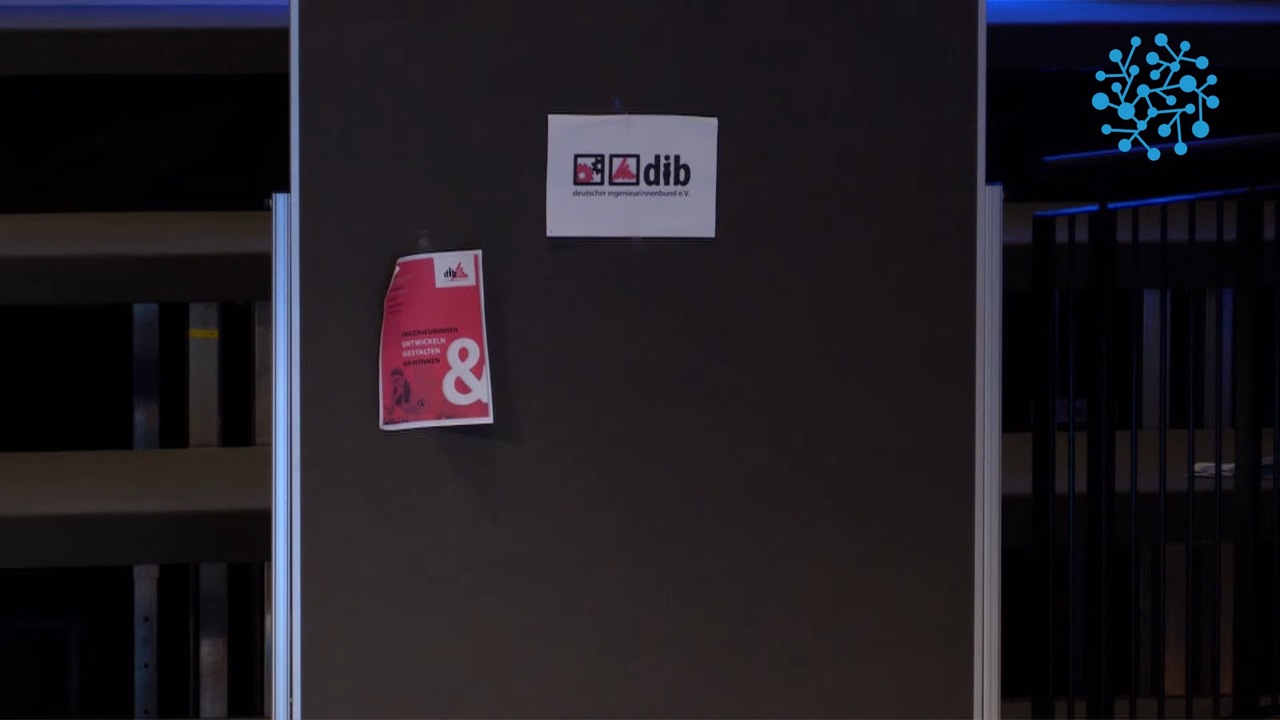 dib
deutscher ingenieurinnenbund e.V.
dib
INGENIEURINNEN
ENTWICKELN
GESTALTEN
GEWINNEN
&